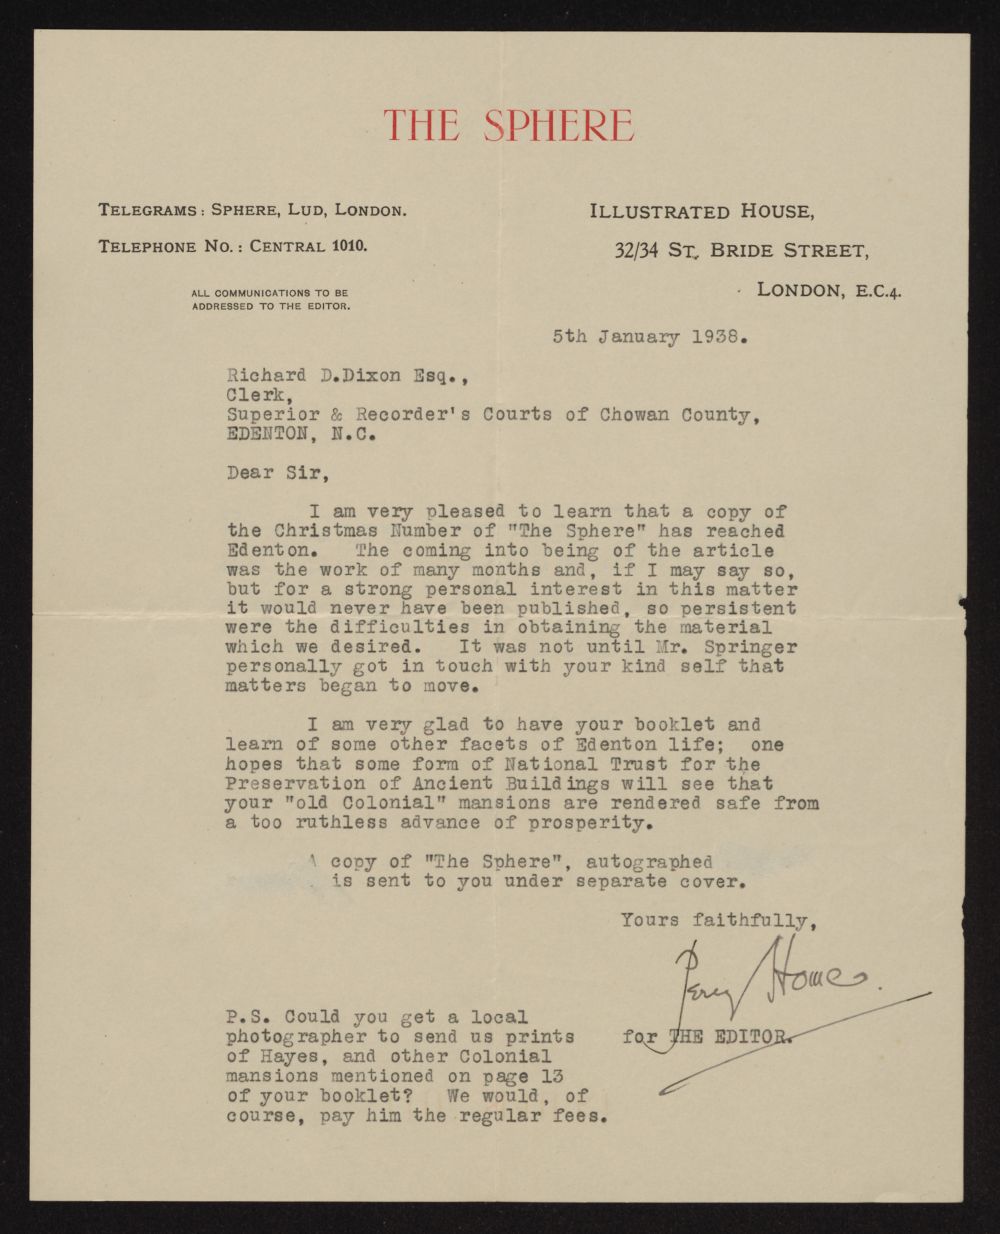 THE SPHERE
TELEGRAMS: SPHERE, LUD, LONDON.
TELEPHONE NO.: CENTRAL 1010.
ALL COMMUNICATIONS TO BE
ADDRESSED TO THE EDITOR.
ILLUSTRATED HOUSE,
32/34 ST. BRIDE STREET,
LONDON, E.C.4.
5th January 1938.
Richard D.Dixon Esq.,
Clerk,
Superior & Recorder's Courts of Chowan County,
EDENTON, N.C.
Dear Sir,
I am very pleased to learn that a copy of
the Christmas Number of "The Sphere" has reached
Edenton. The coming into being of the article
was the work of many months and, if I may say so,
but for a strong personal interest in this matter
it would never have been published, so persistent
were the difficulties in obtaining the material
which we desired. It was not until Mr. Springer
personally got in touch with your kind self that
matters began to move.
I am very glad to have your booklet and
learn of some other facets of Edenton life; one
hopes that some form of National Trust for the
Preservation of Ancient Buildings will see that
your "old Colonial" mansions are rendered safe from
a too ruthless advance of prosperity.
A copy of "The Sphere", autographed
is sent to you under separate cover.
Yours faithfully,
Percy Home.
for THE EDITOR.
P.S. Could you get a local
photographer to send us prints
of Hayes, and other Colonial
mansions mentioned on page 13
of your booklet? We would, of
course, pay him the regular fees.